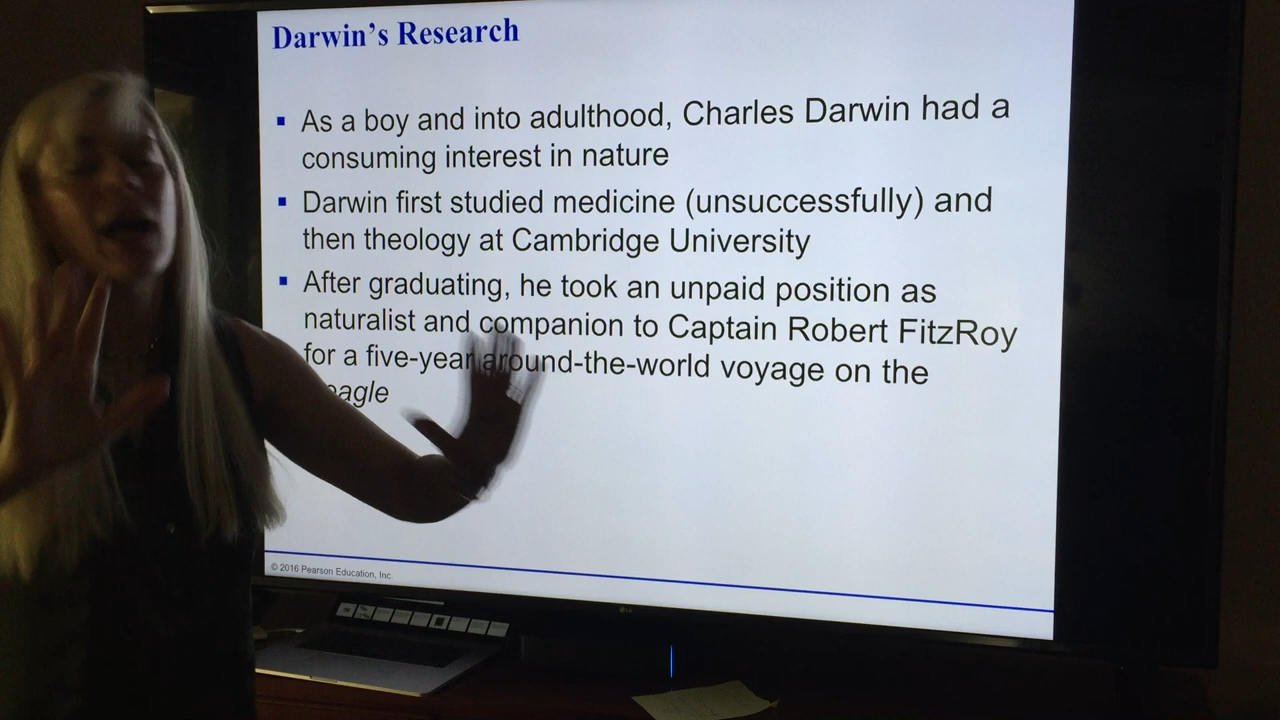 Darwin's Research
▪ As a boy and into adulthood, Charles Darwin had a
consuming interest in nature
▪ Darwin first studied medicine (unsuccessfully) and
then theology at Cambridge University
▪ After graduating, he took an unpaid position as
naturalist and companion to Captain Robert FitzRoy
for a five-year around-the-world voyage on the
eagle
© 2016 Pearson Education, Inc.
LG